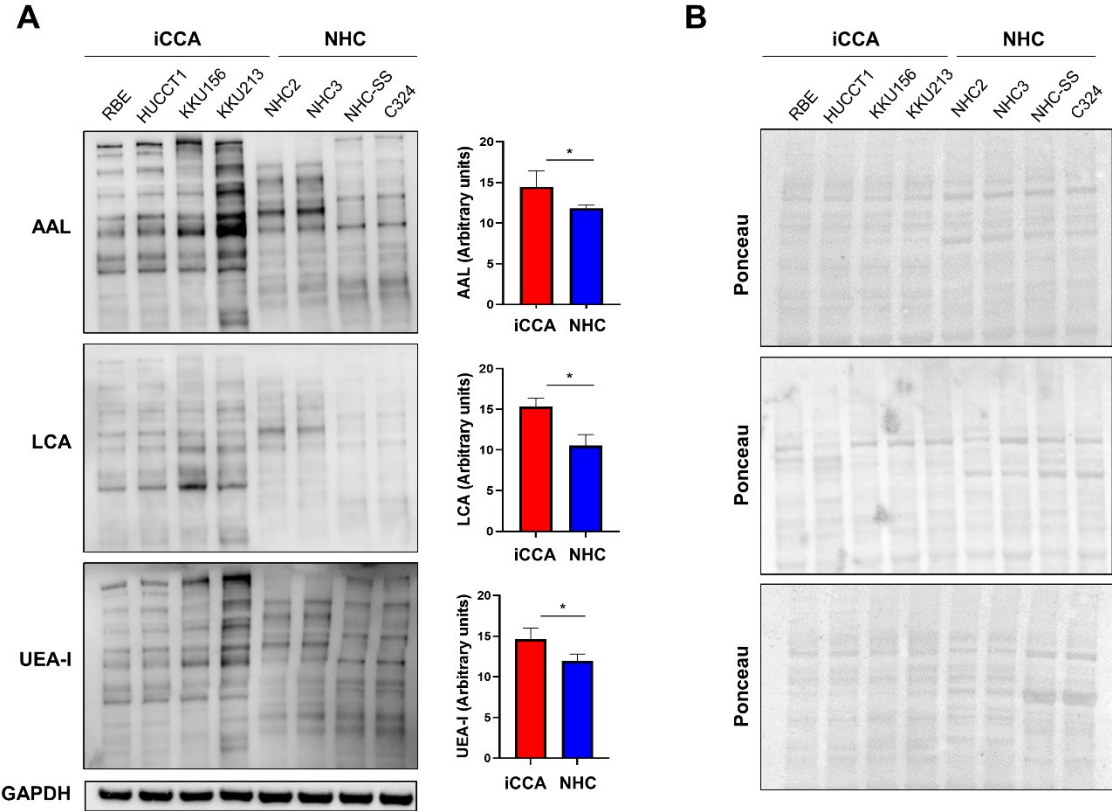 A
iCCA NHC
RBE HUCCT1 KKU156 KKU213 NHC2 NHC3 NHC-SS C324
AAL
LCA
UEA-I
GAPDH
AAL (Arbitrary units)
20
15
10
5
0
*
iCCA NHC
LCA (Arbitrary units)
20
15
10
5
0
*
iCCA NHC
UEA-I (Arbitrary units)
20
15
10
5
0
*
iCCA NHC
B
iCCA NHC
RBE HUCCT1 KKU156 KKU213 NHC2 NHC3 NHC-SS C324
Ponceau
Ponceau
Ponceau